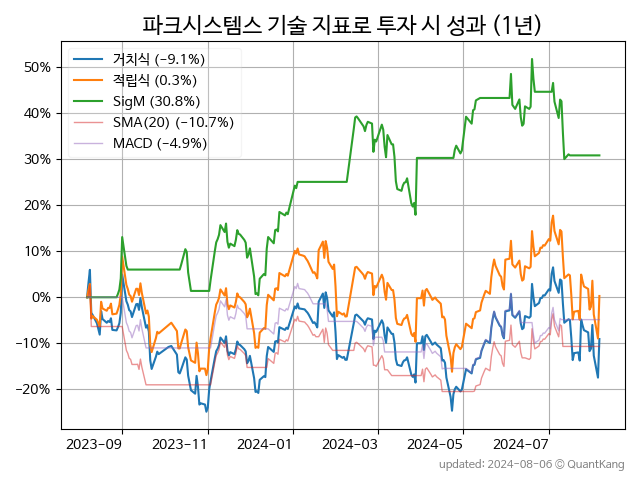 파크시스템스 기술 지표로 투자 시 성과 (1년)
거치식 (−9.1%)
적립식 (0.3%)
SigM (30.8%)
SMA(20) (−10.7%)
MACD (−4.9%)
50%
40%
30%
20%
10%
0%
−10%
−20%
2023-09 2023-11 2024-01 2024-03 2024-05 2024-07
updated: 2024-08-06 © QuantKang